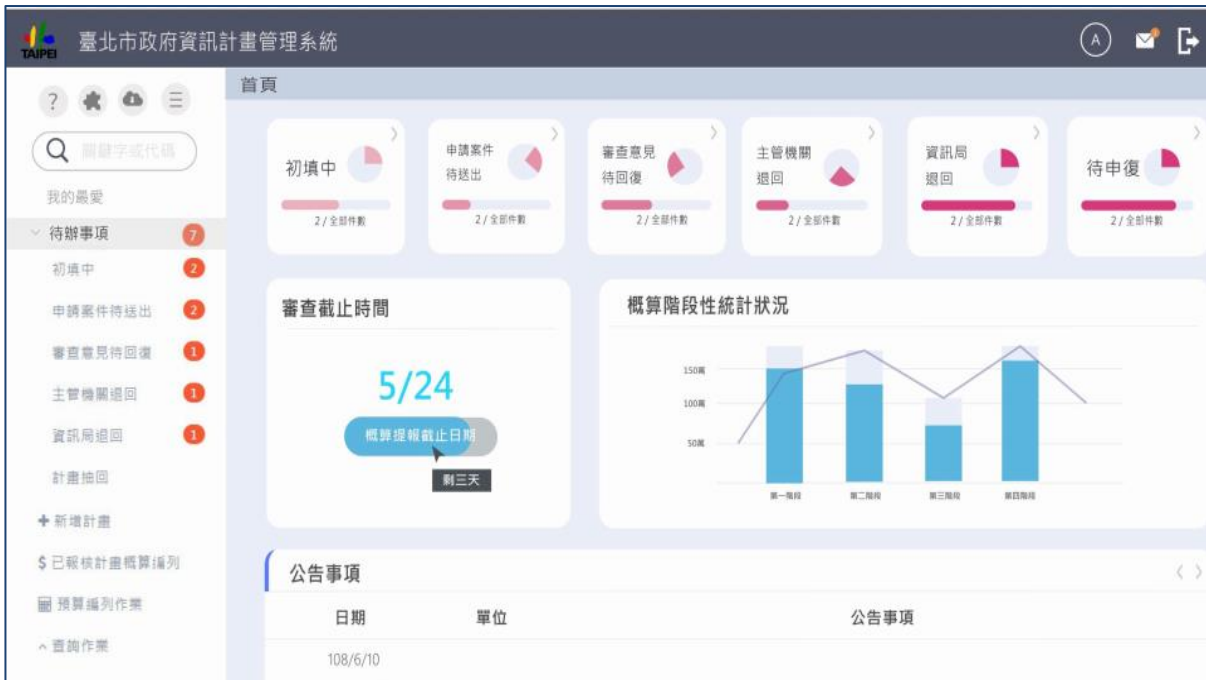 TAIPEI
臺北市政府資訊計畫管理系統
A
首頁
?
關鍵字或代碼
我的最愛
待辦事項 7
初填中 2
申請案件待送出 2
審查意見待回復 1
主管機關退回 1
資訊局退回 1
計畫抽回
新增計畫
$ 已報核計畫概算編列
預算編列作業
查詢作業
初填中
2 / 全部件數
申請案件
待送出
2 / 全部件數
審查意見
待回復
2 / 全部件數
主管機關
退回
2 / 全部件數
資訊局
退回
2 / 全部件數
待申復
2 / 全部件數
審查截止時間
5/24
概算提報截止日期
剩三天
概算階段性統計狀況
150萬
100萬
50萬
第一階段 第二階段 第三階段 第四階段
公告事項
日期 單位 公告事項
108/6/10